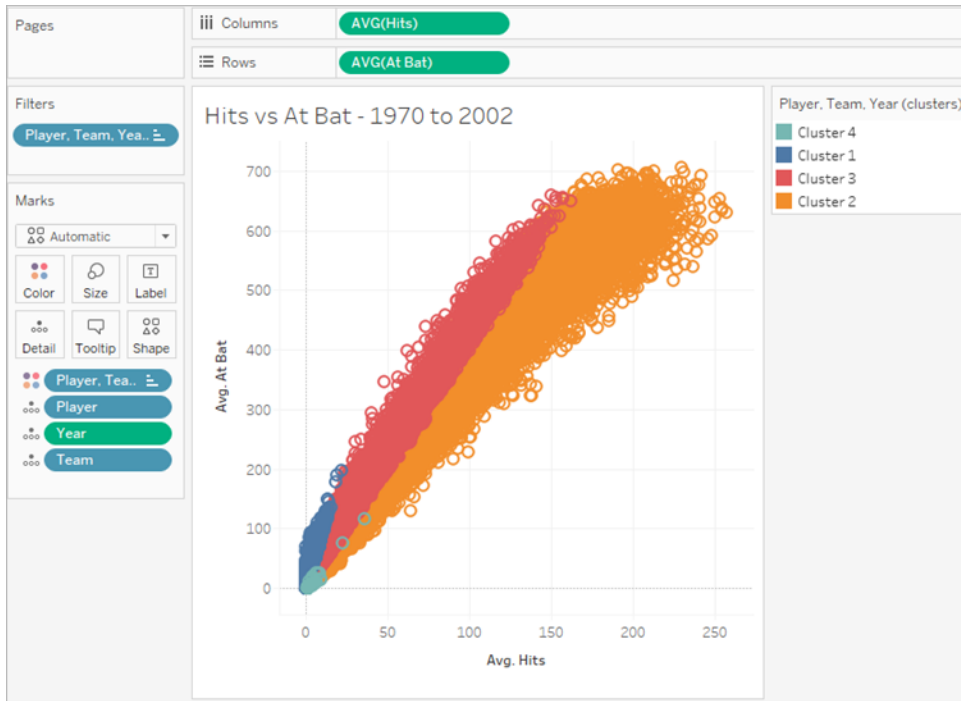 Pages
Columns
AVG(Hits)
Rows
AVG(At Bat)
Filters
Player, Team, Yea..
Marks
Automatic
Color Size Label
Detail Tooltip Shape
Player, Tea..
Player
Year
Team
Hits vs At Bat - 1970 to 2002
Avg. At Bat
700
600
500
400
300
200
100
0
0 50 100 150 200 250
Avg. Hits
Player, Team, Year (clusters)
Cluster 4
Cluster 1
Cluster 3
Cluster 2